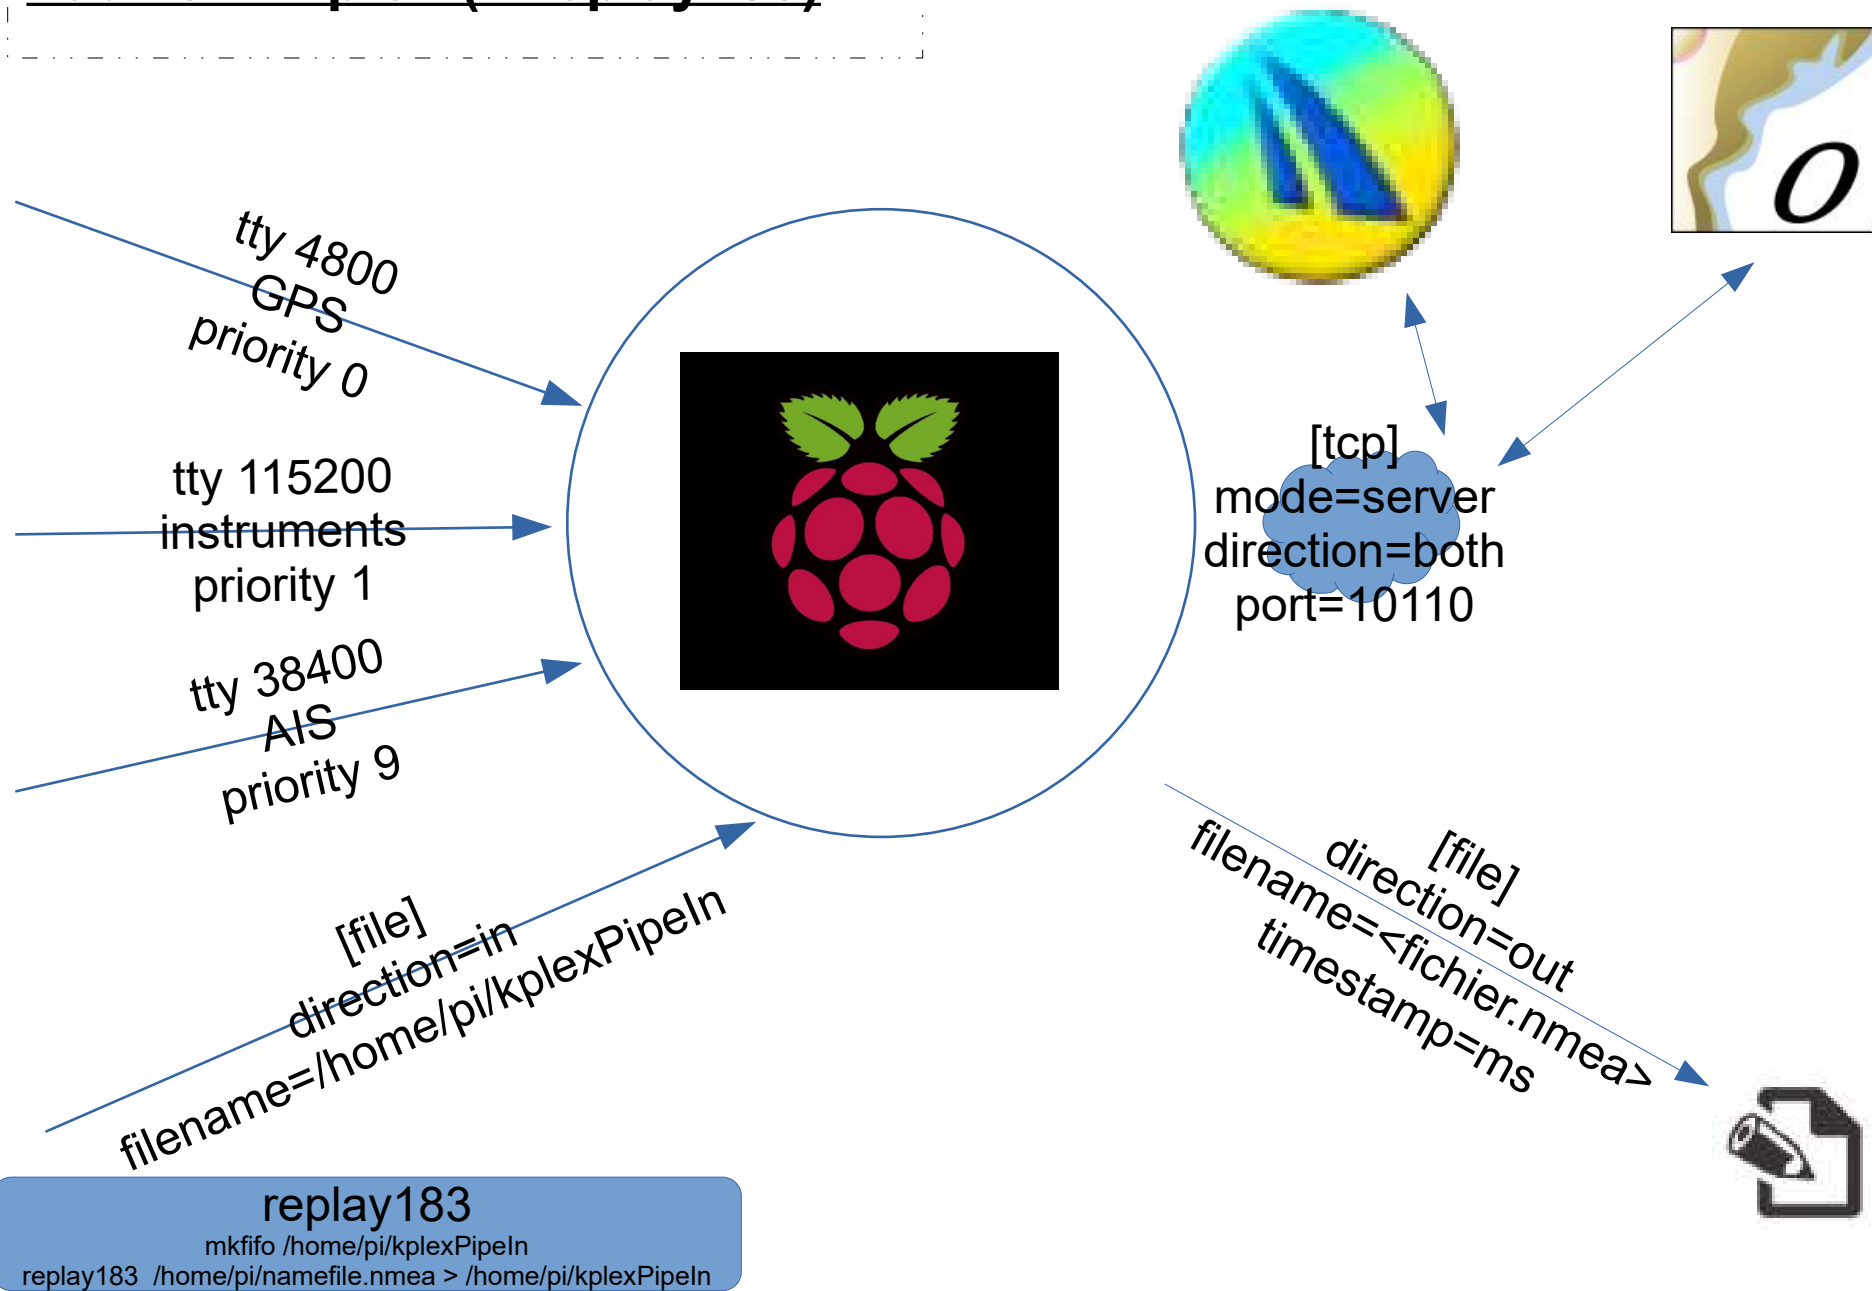 tty 4800
GPS
priority 0
tty 115200
instruments
priority 1
tty 38400
AIS
priority 9
[file]
direction=in
filename=/home/pi/kplexPipeIn
replay183
mkfifo /home/pi/kplexPipeIn
replay183 /home/pi/namefile.nmea > /home/pi/kplexPipeIn
O
[tcp]
mode=server
direction=both
port=10110
[file]
direction=out
filename=<fichier.nmea>
timestamp=ms